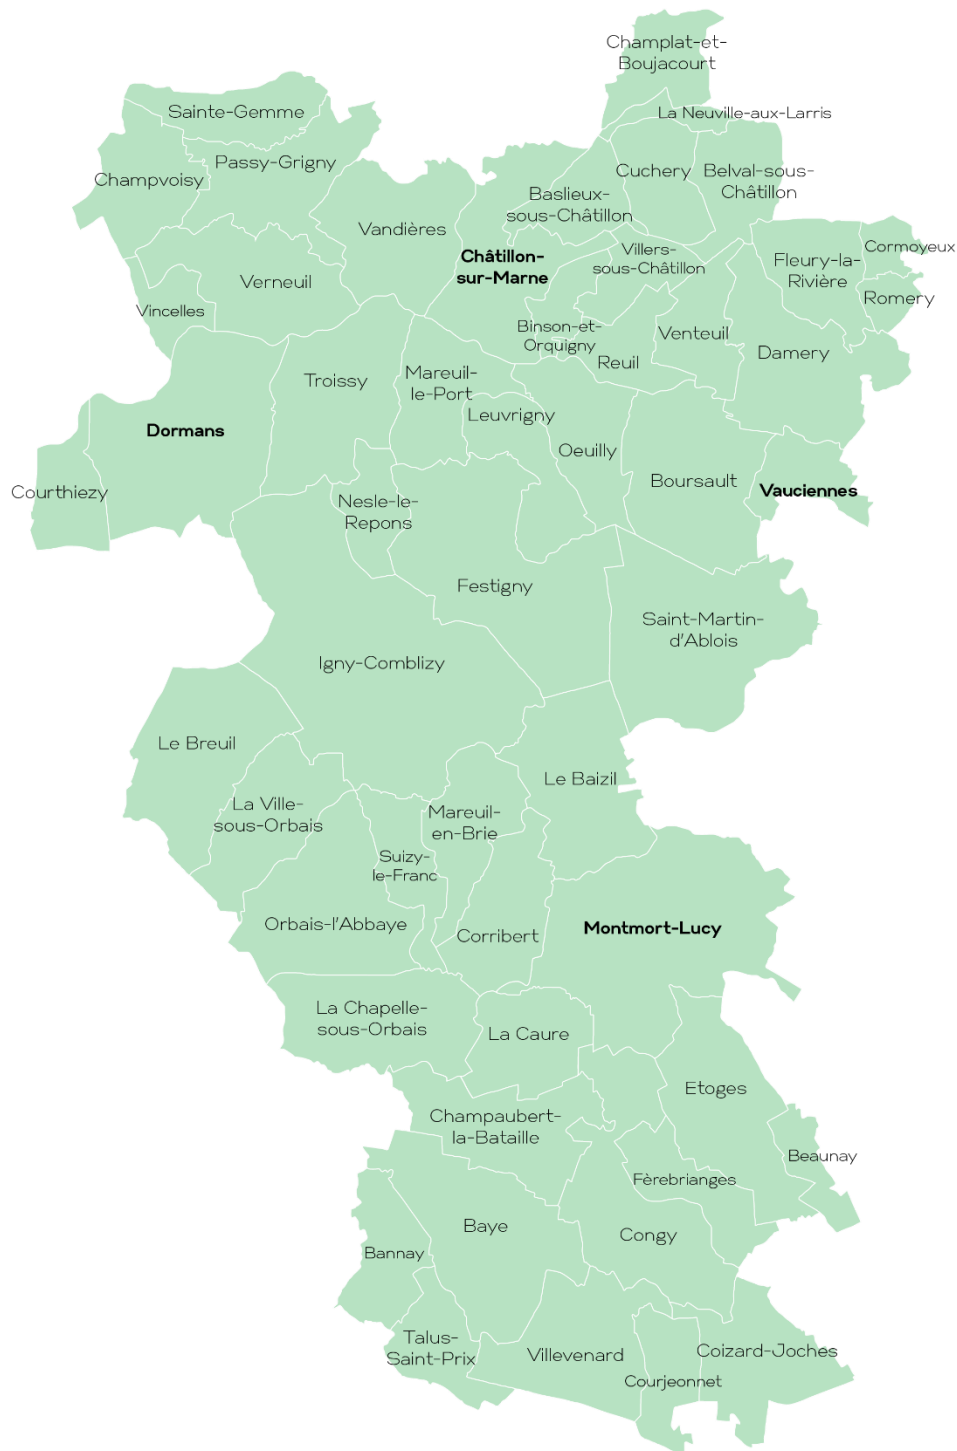 Champlat-et-
Boujacourt
Sainte-Gemme
La Neuville-aux-Larris
Passy-Grigny
Champvoisy
Cuchery
Belval-sous-
Châtillon
Baslieux-
sous-Châtillon
Vandières
Châtillon-
sur-Marne
Villers-
sous-Châtillon
Fleury-la-
Rivière
Cormoyeux
Verneuil
Vincelles
Romery
Binson-et-
Orquigny
Venteuil
Damery
Reuil
Troissy
Mareuil-
le-Port
Leuvrigny
Dormans
Oeuilly
Boursault
Vauciennes
Courthiezy
Nesle-le-
Repons
Festigny
Saint-Martin-
d'Ablois
Igny-Comblizy
Le Breuil
Le Baizil
La Ville-
sous-Orbais
Mareuil-
en-Brie
Suizy-
le-Franc
Orbais-l'Abbaye
Corribert
Montmort-Lucy
La Chapelle-
sous-Orbais
La Caure
Etoges
Champaubert-
la-Bataille
Beaunay
Fèrebrianges
Baye
Congy
Bannay
Talus-
Saint-Prix
Villevenard
Coizard-Joches
Courjeonnet